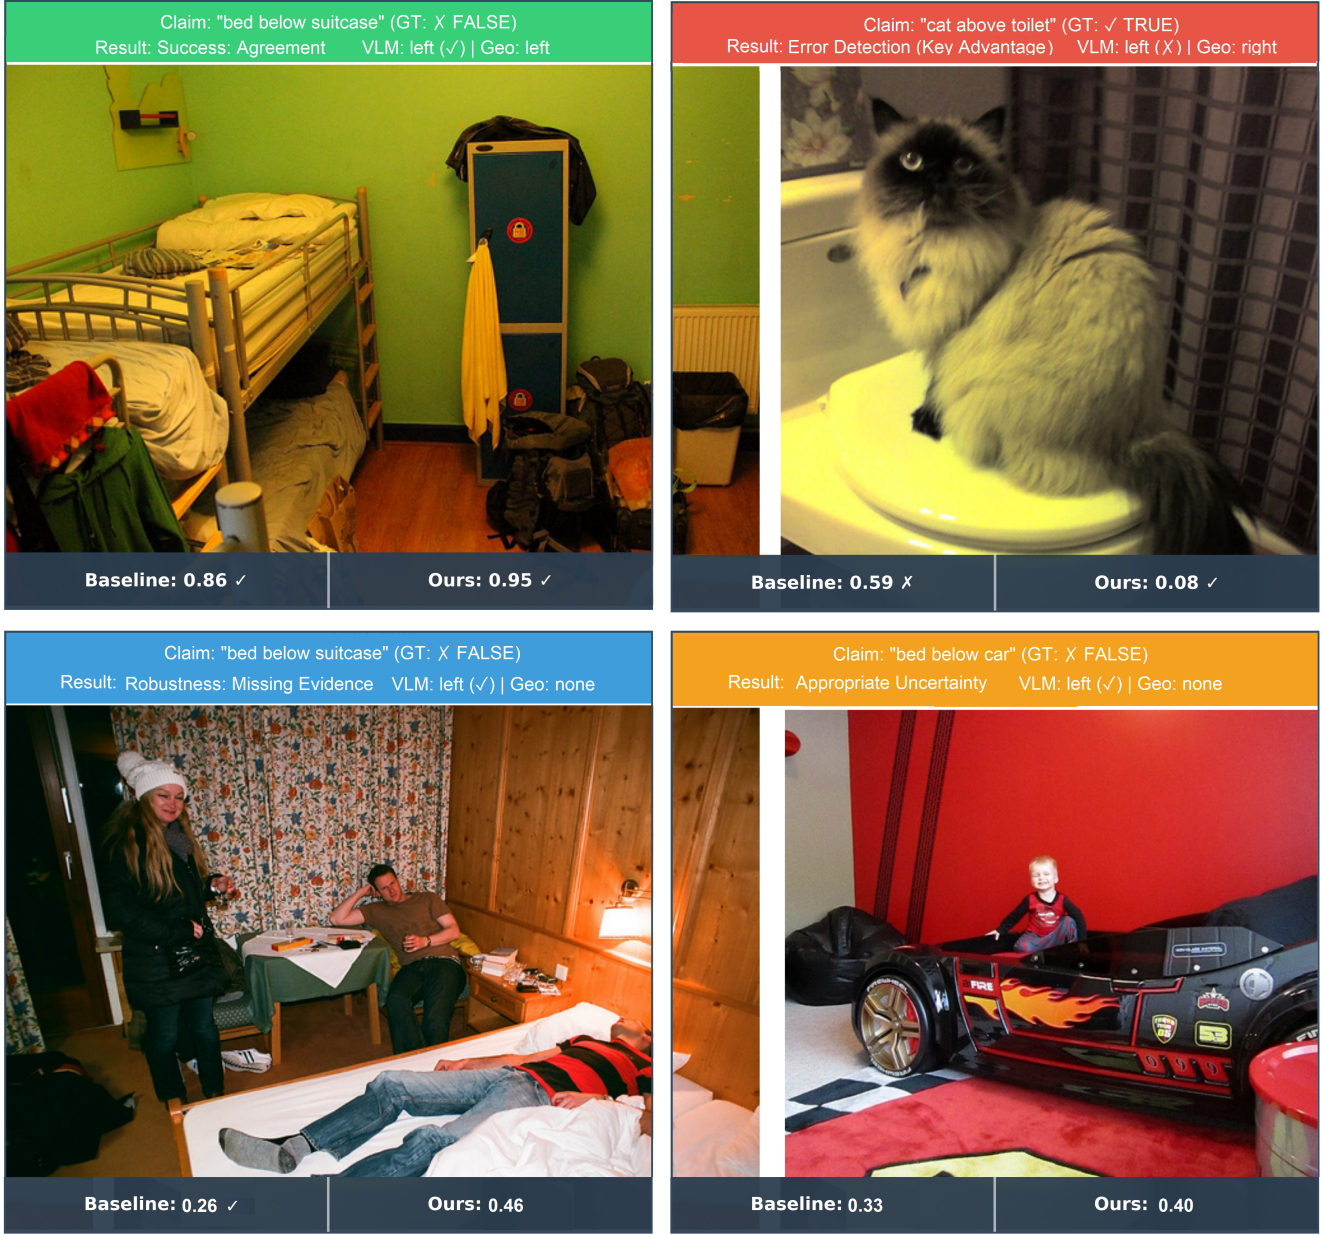 Claim: "bed below suitcase" (GT: ✗ FALSE)
Result: Success: Agreement VLM: left (✓) | Geo: left
Baseline: 0.86 ✓
Ours: 0.95 ✓
Claim: "cat above toilet" (GT: ✓ TRUE)
Result: Error Detection (Key Advantage) VLM: left (✗) | Geo: right
Baseline: 0.59 ✗
Ours: 0.08 ✓
Claim: "bed below suitcase" (GT: ✗ FALSE)
Result: Robustness: Missing Evidence VLM: left (✓) | Geo: none
Baseline: 0.26 ✓
Ours: 0.46
Claim: "bed below car" (GT: ✗ FALSE)
Result: Appropriate Uncertainty VLM: left (✓) | Geo: none
FIRE
53
999
Baseline: 0.33
Ours: 0.40